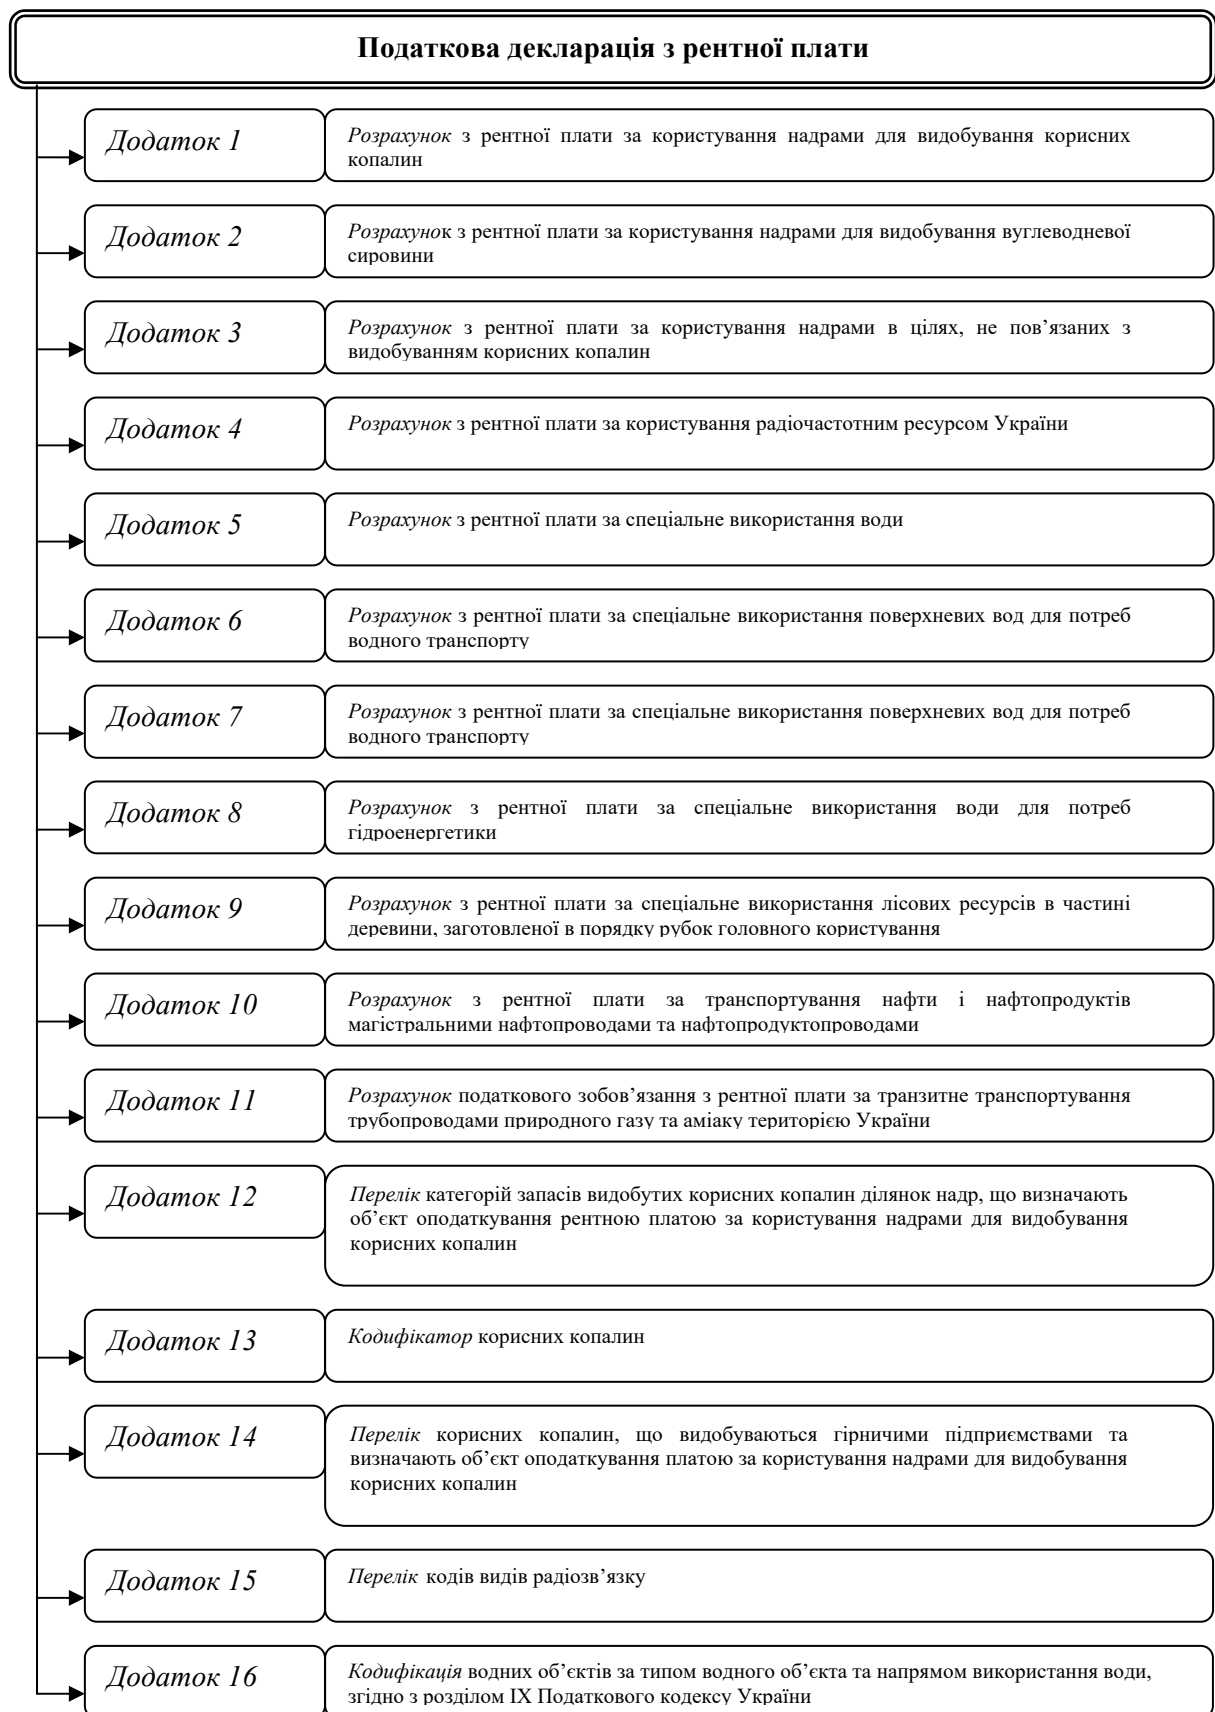 Податкова декларація з рентної плати
Додаток 1
Розрахунок з рентної плати за користування надрами для видобування корисних
копалин
Додаток 2
Розрахунок з рентної плати за користування надрами для видобування вуглеводневої
сировини
Додаток 3
Розрахунок з рентної плати за користування надрами в цілях, не пов’язаних з
видобуванням корисних копалин
Додаток 4
Розрахунок з рентної плати за користування радіочастотним ресурсом України
Додаток 5
Розрахунок з рентної плати за спеціальне використання води
Додаток 6
Розрахунок з рентної плати за спеціальне використання поверхневих вод для потреб
водного транспорту
Додаток 7
Розрахунок з рентної плати за спеціальне використання поверхневих вод для потреб
водного транспорту
Додаток 8
Розрахунок з рентної плати за спеціальне використання води для потреб
гідроенергетики
Додаток 9
Розрахунок з рентної плати за спеціальне використання лісових ресурсів в частині
деревини, заготовленої в порядку рубок головного користування
Додаток 10
Розрахунок з рентної плати за транспортування нафти і нафтопродуктів
магістральними нафтопроводами та нафтопродуктопроводами
Додаток 11
Розрахунок податкового зобов’язання з рентної плати за транзитне транспортування
трубопроводами природного газу та аміаку територією України
Додаток 12
Перелік категорій запасів видобутих корисних копалин ділянок надр, що визначають
об’єкт оподаткування рентною платою за користування надрами для видобування
корисних копалин
Додаток 13
Кодифікатор корисних копалин
Додаток 14
Перелік корисних копалин, що видобуваються гірничими підприємствами та
визначають об’єкт оподаткування платою за користування надрами для видобування
корисних копалин
Додаток 15
Перелік кодів видів радіозв’язку
Додаток 16
Кодифікація водних об’єктів за типом водного об’єкта та напрямом використання води,
згідно з розділом IX Податкового кодексу України